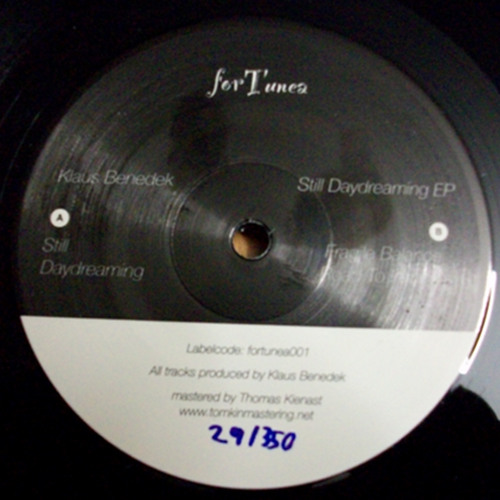 forTunea
Klaus Benedek
Still Daydreaming EP
A
B
Still
Daydreaming
Labelcode: fortunea001
All tracks produced by Klaus Benedek
mastered by Thomas Kienast
www.tomkinmastering.net
29/350